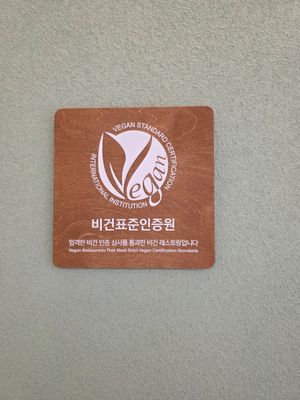 VEGAN STANDARD CERTIFICATION
INTERNATIONAL INSTITUTION
Vegan
비건표준인증원
엄격한 비건 인증 심사를 통과한 비건 레스토랑입니다
Vegan Restaurants That Meet Strict Vegan Certification Standards